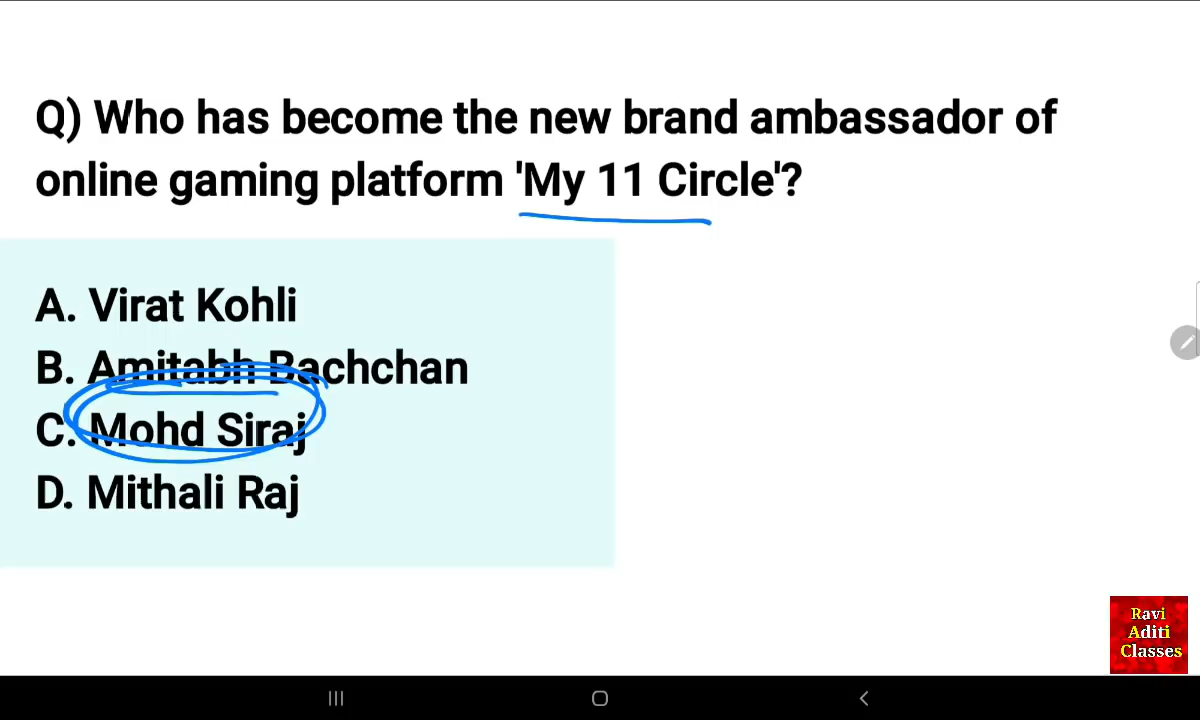 Q) Who has become the new brand ambassador of
online gaming platform 'My 11 Circle'?
A. Virat Kohli
B. Amitabh Bachchan
C. Mohd Siraj
D. Mithali Raj
Ravi
Aditi
Classes